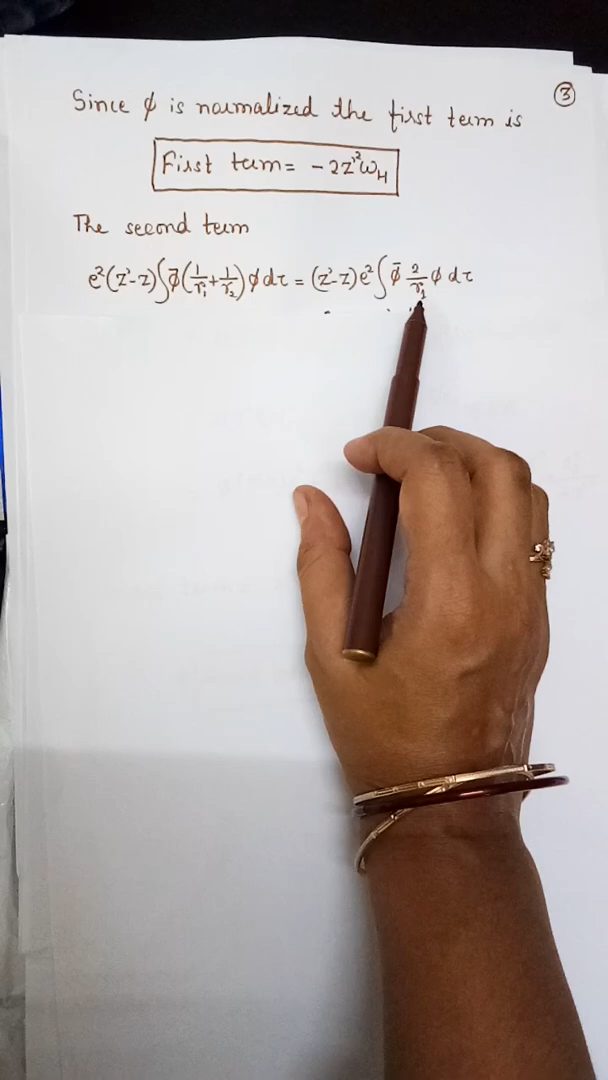 ③
Since ϕ is normalized the first term is
First term = - 2Z'²ω_H
The second term
e²(Z'-Z)∫ϕ̄(1/r₁+1/r₂)ϕ dτ = (Z'-Z)e²∫ϕ̄ 2/r₁ ϕ dτ